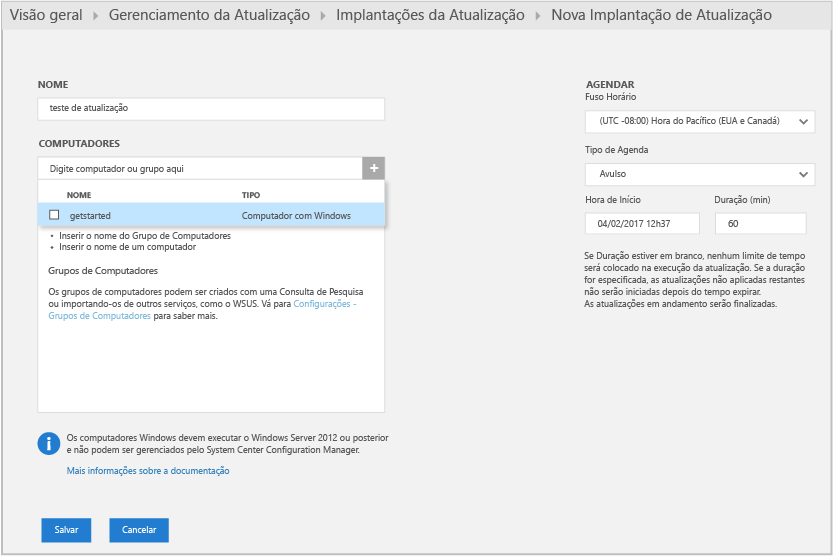 Visão geral Gerenciamento da Atualização Implantações da Atualização Nova Implantação de Atualização
NOME
teste de atualização
COMPUTADORES
Digite computador ou grupo aqui +
NOME TIPO
getstarted Computador com Windows
• Inserir o nome do Grupo de Computadores
• Inserir o nome de um computador
Grupos de Computadores
Os grupos de computadores podem ser criados com uma Consulta de Pesquisa
ou importando-os de outros serviços, como o WSUS. Vá para Configurações -
Grupos de Computadores para saber mais.
Os computadores Windows devem executar o Windows Server 2012 ou posterior
e não podem ser gerenciados pelo System Center Configuration Manager.
Mais informações sobre a documentação
Salvar Cancelar
AGENDAR
Fuso Horário
(UTC -08:00) Hora do Pacífico (EUA e Canadá)
Tipo de Agenda
Avulso
Hora de Início Duração (min)
04/02/2017 12h37 60
Se Duração estiver em branco, nenhum limite de tempo
será colocado na execução da atualização. Se a duração
for especificada, as atualizações não aplicadas restantes
não serão iniciadas depois do tempo expirar.
As atualizações em andamento serão finalizadas.